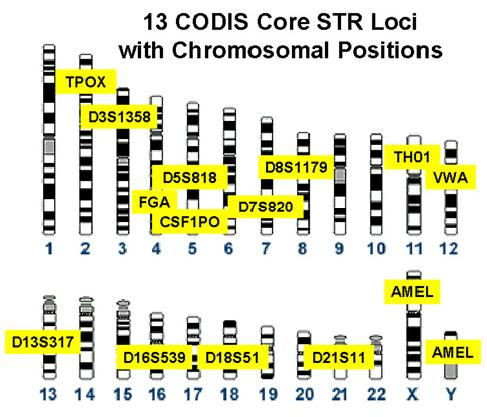 13 CODIS Core STR Loci
with Chromosomal Positions
TPOX
D3S1358
D8S1179
TH01
D5S818
VWA
FGA
D7S820
CSF1PO
1 2 3 4 5 6 7 8 9 10 11 12
AMEL
D13S317
D16S539
D18S51
D21S11
AMEL
13 14 15 16 17 18 19 20 21 22 X Y